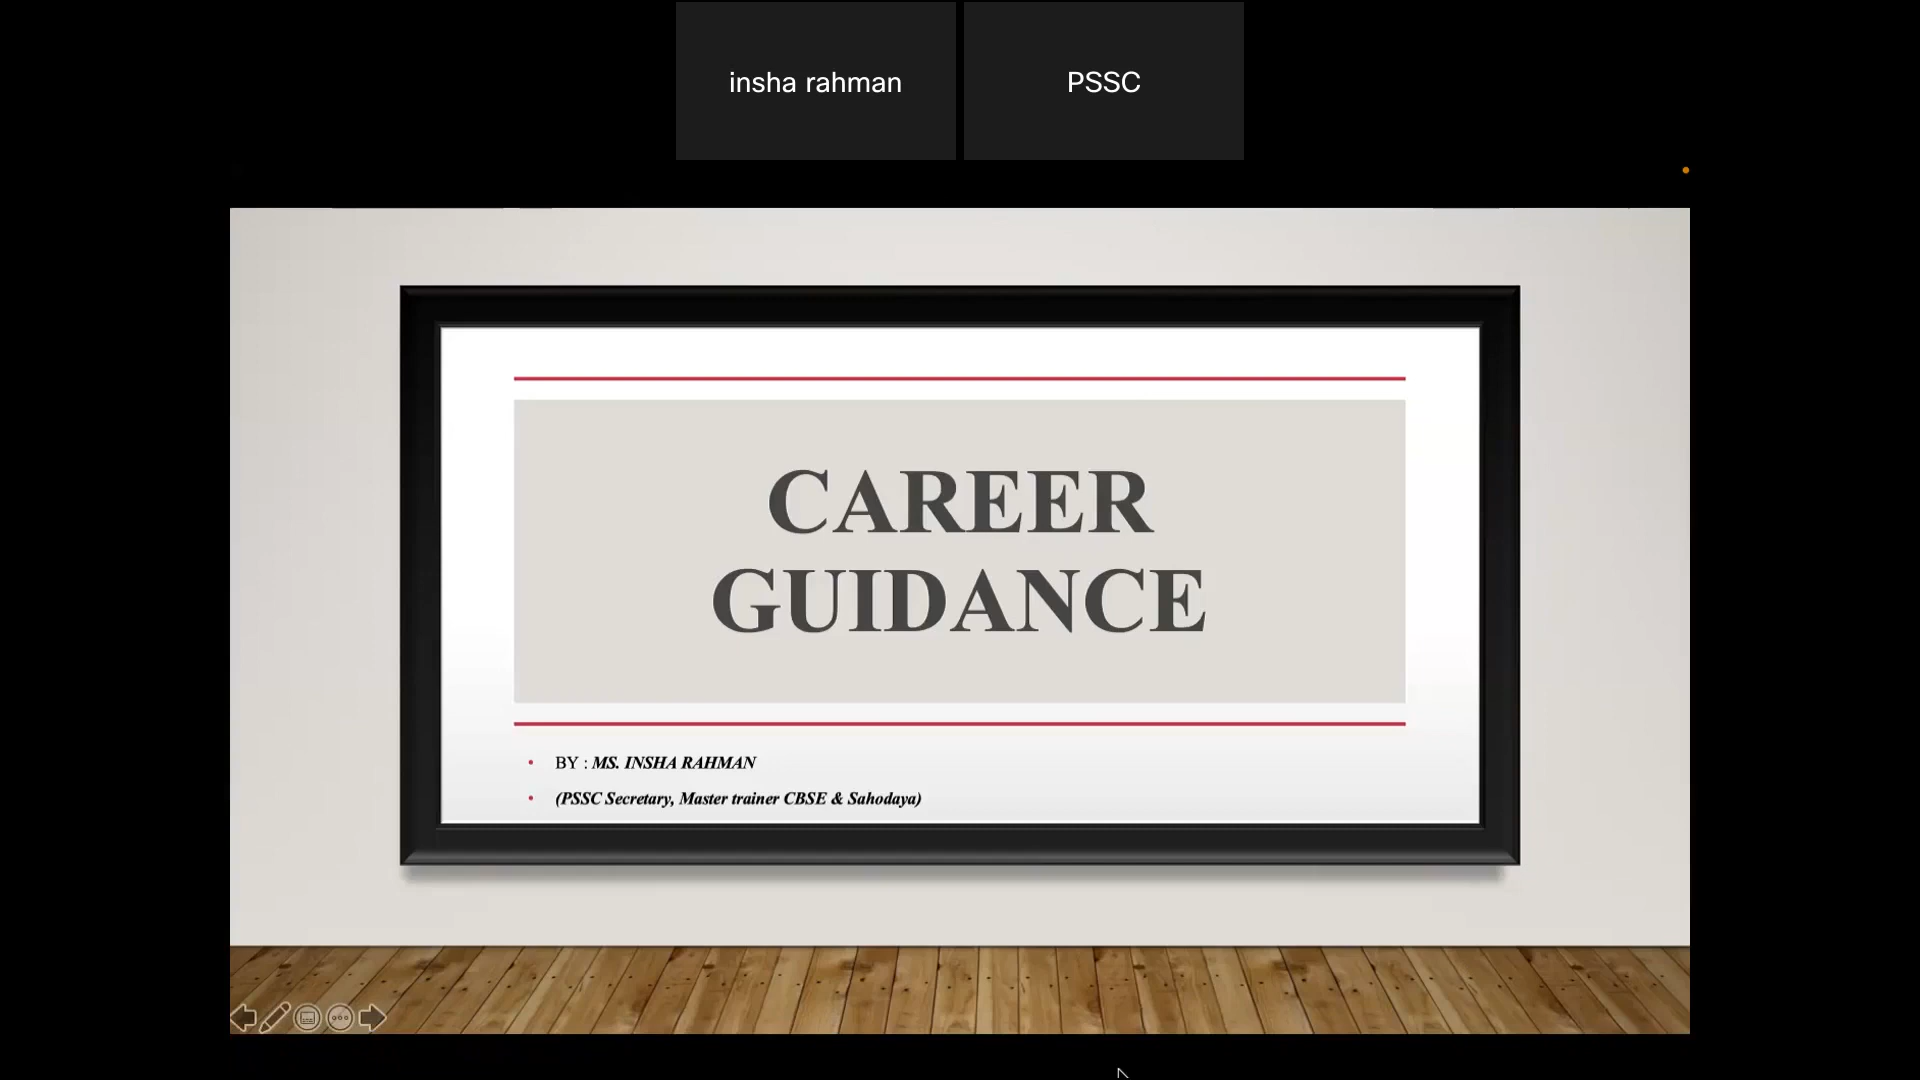 insha rahman
PSSC
CAREER
GUIDANCE
• BY : MS. INSHA RAHMAN
• (PSSC Secretary, Master trainer CBSE & Sahodaya)